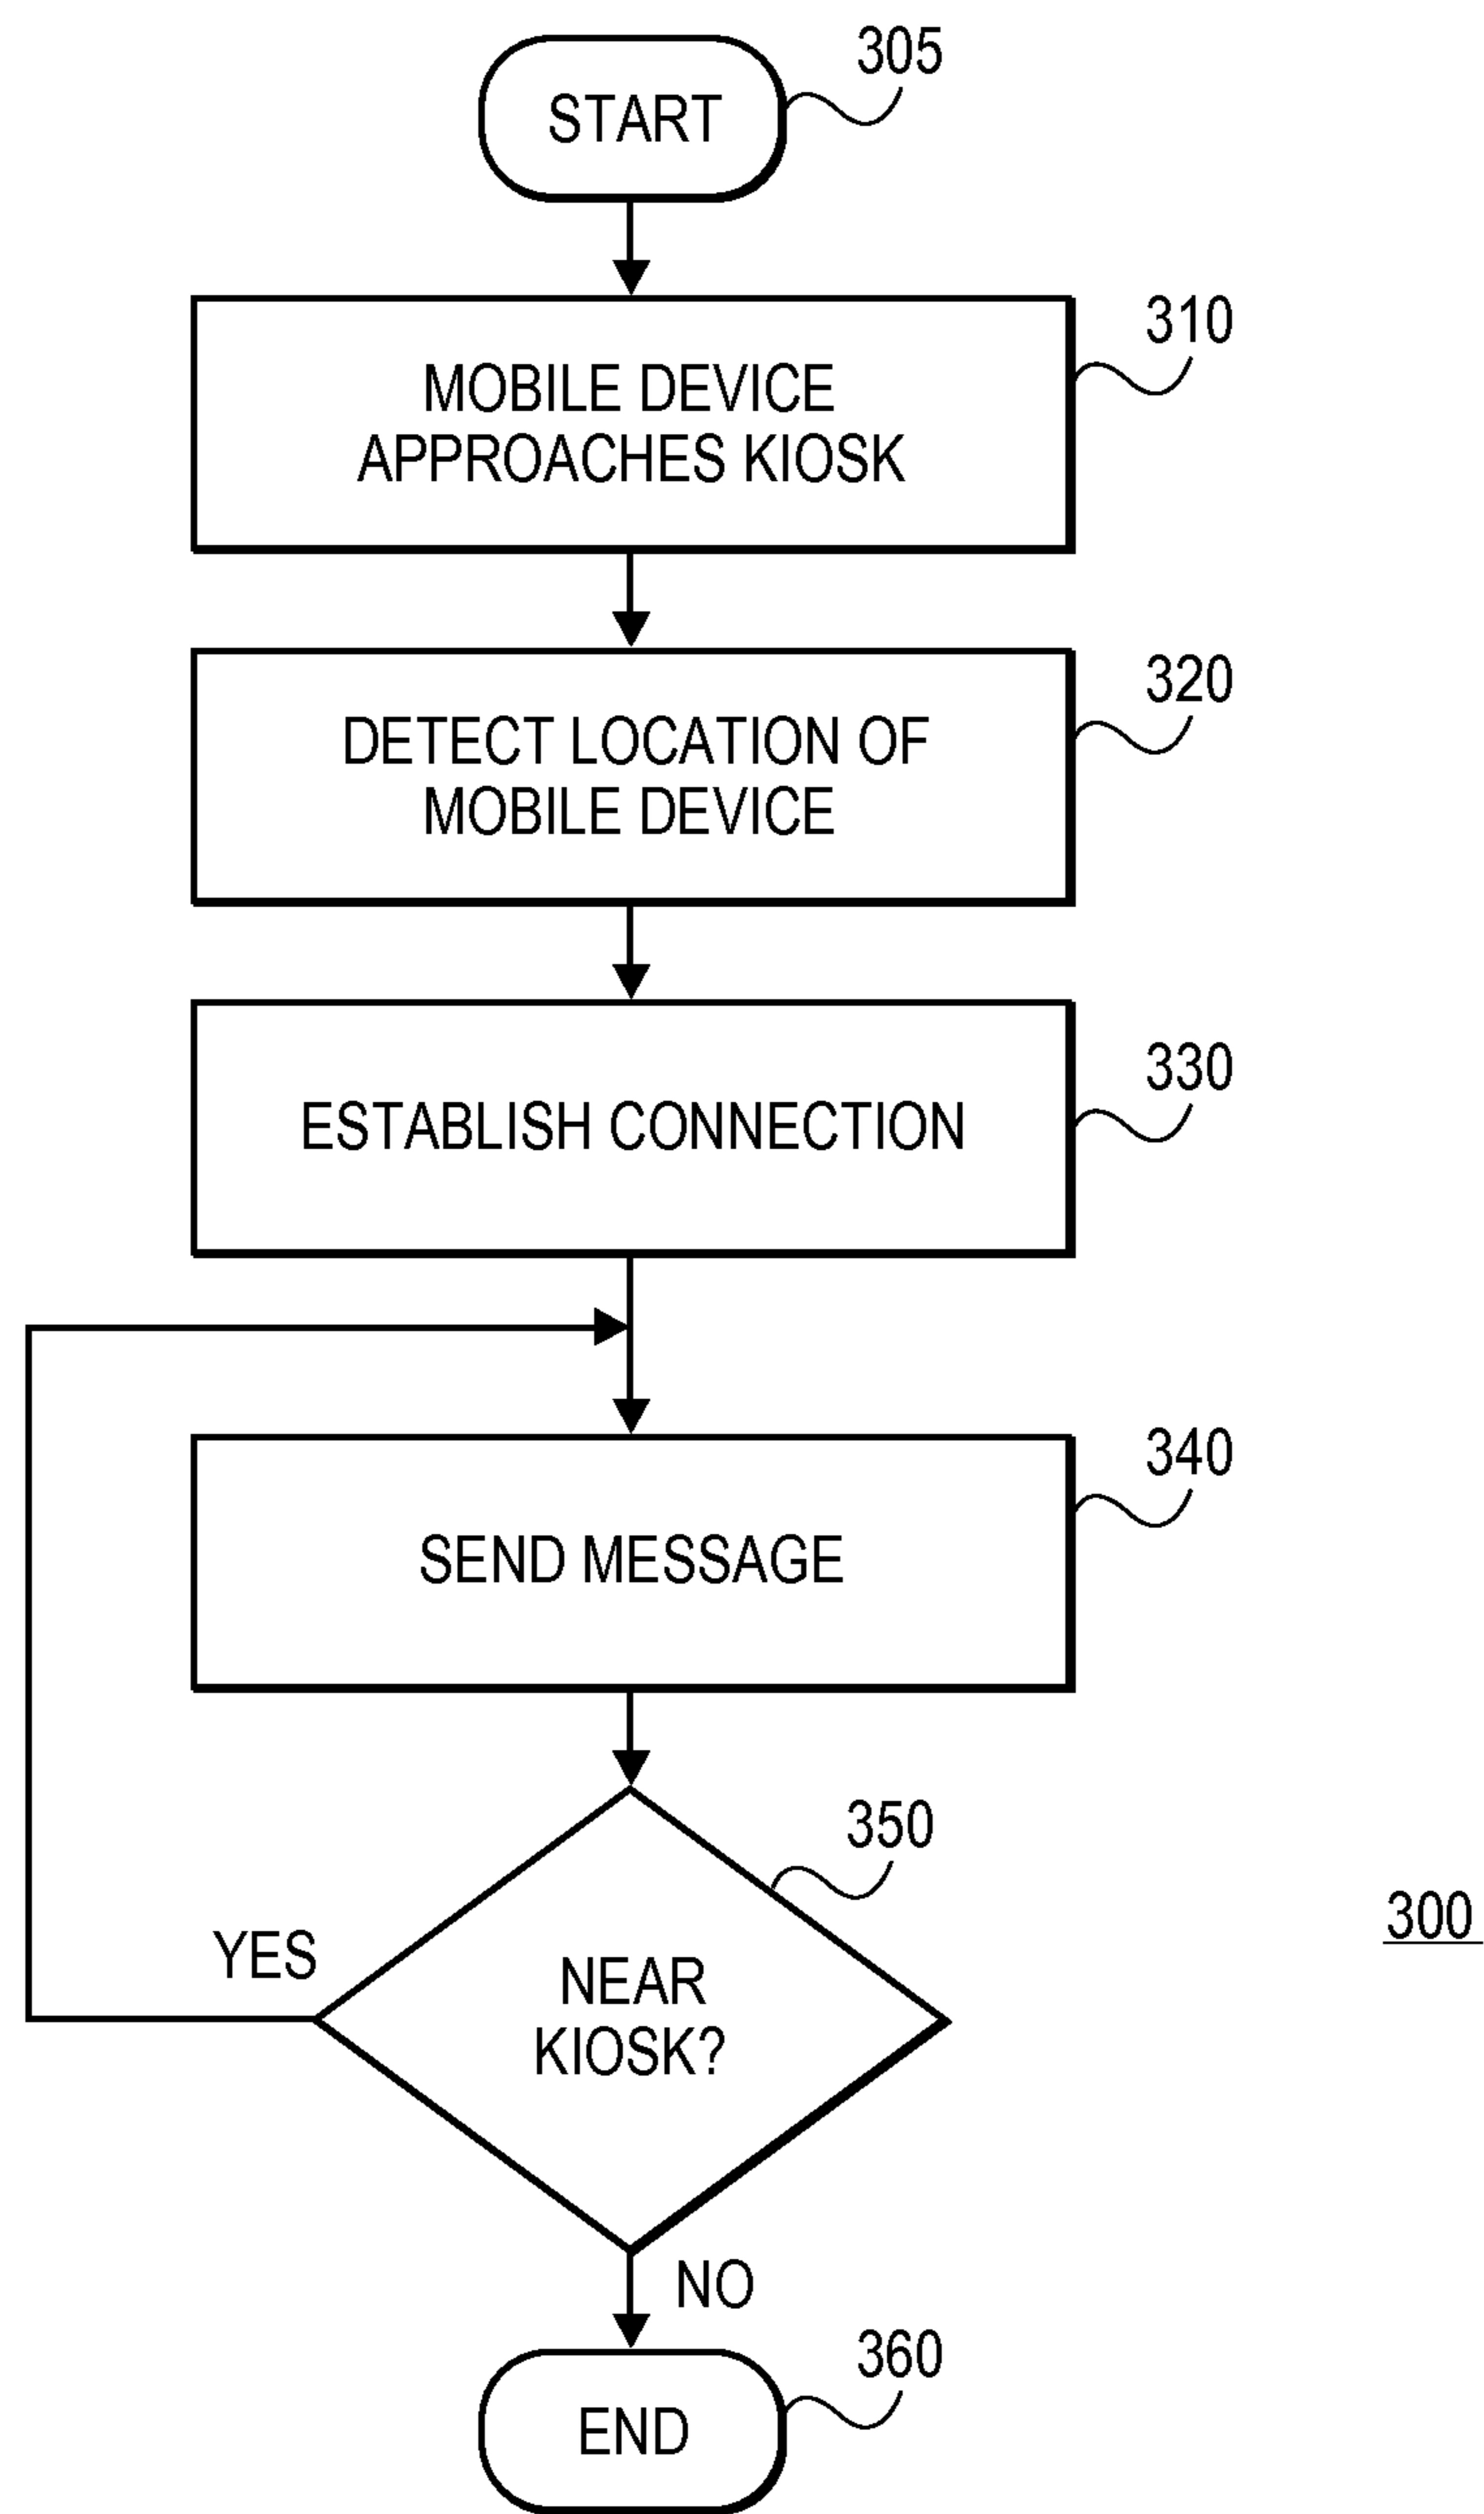 305
START
310
MOBILE DEVICE
APPROACHES KIOSK
320
DETECT LOCATION OF
MOBILE DEVICE
330
ESTABLISH CONNECTION
340
SEND MESSAGE
350
300
YES
NEAR
KIOSK?
NO
360
END